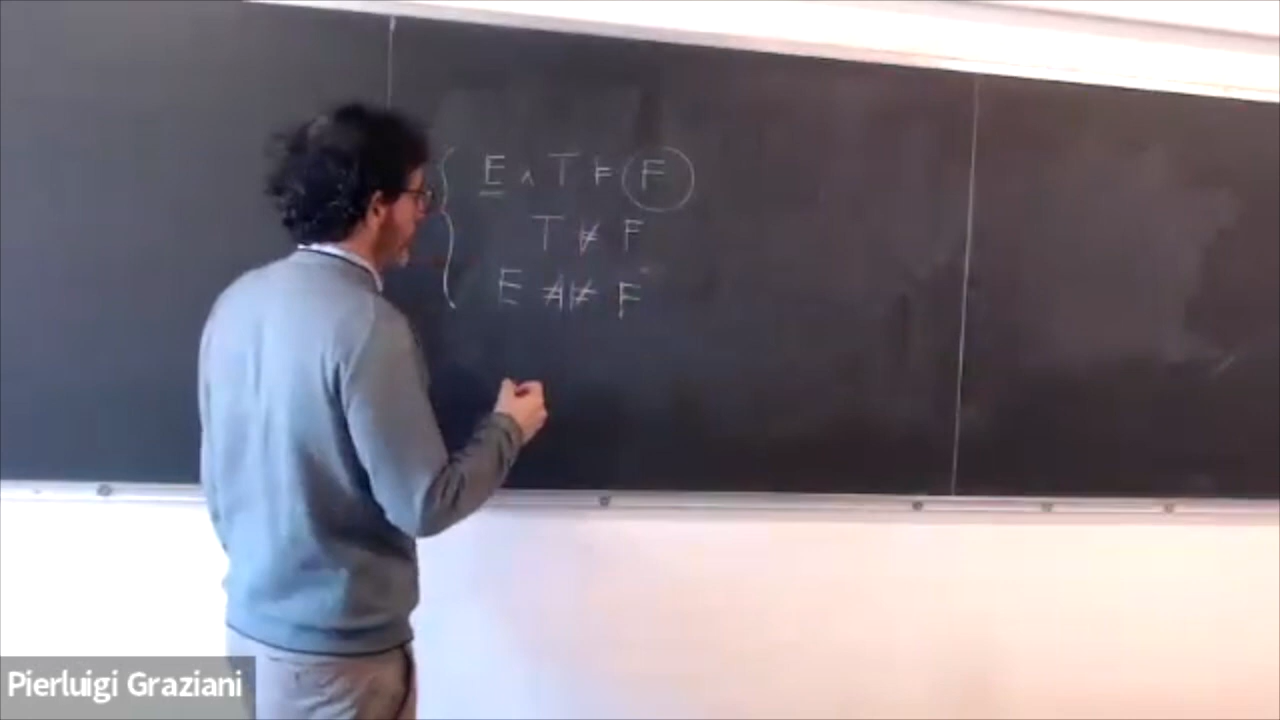 E ∧ T ⊨ F
T ⊭ F
E ⊭ F
Pierluigi Graziani